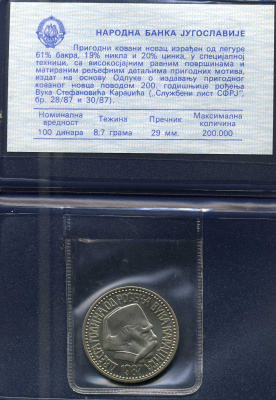 НАРОДНА БАНКА ЈУГОСЛАВИЈЕ
Пригодни ковани новац израђен од легуре
61% бакра, 19% никла и 20% цинка, у специјалној
техници, са високосјајним равним површинама и
матираним рељефним детаљима пригодних мотива,
издат на основу Одлуке о издавању пригодног
кованог новца поводом 200. годишњице рођења
Вука Стефановића Караџића („Службени лист СФРЈ“
бр. 28/87 и 30/87).
Номинална вредност
Тежина
Пречник
Максимална количина
100 динара
8,7 грама
29 мм.
200.000
1987